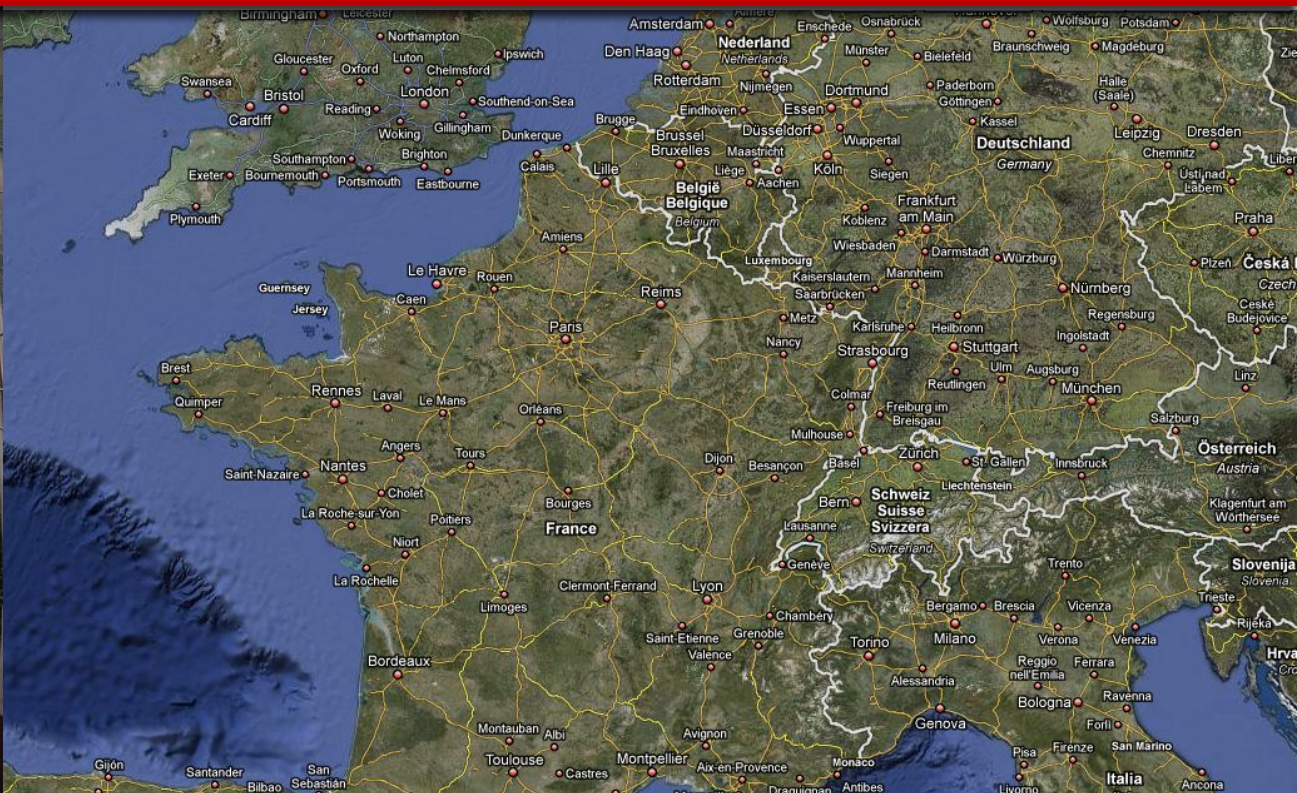 Birmingham
Leicester
Northampton
Ipswich
Gloucester
Luton
Oxford
Chelmsford
Swansea
Bristol
London
Southend-on-Sea
Reading
Cardiff
Woking
Gillingham
Southampton
Brighton
Exeter
Bournemouth
Portsmouth
Eastbourne
Plymouth
Amsterdam
Almere
Enschede
Osnabrück
Hannover
Wolfsburg
Potsdam
Den Haag
Nederland
Netherlands
Münster
Bielefeld
Braunschweig
Magdeburg
Rotterdam
Nijmegen
Dortmund
Paderborn
Halle
(Saale)
Eindhoven
Essen
Göttingen
Brugge
Dunkerque
Brussel
Bruxelles
Düsseldorf
Wuppertal
Kassel
Leipzig
Dresden
Calais
Lille
Maastricht
Liège
Aachen
Köln
Siegen
Deutschland
Germany
Chemnitz
Ústí nad
Labem
België
Belgique
Belgium
Koblenz
Frankfurt
am Main
Praha
Amiens
Wiesbaden
Darmstadt
Würzburg
Plzeň
Luxembourg
Le Havre
Rouen
Kaiserslautern
Mannheim
Guernsey
Jersey
Caen
Reims
Saarbrücken
Nürnberg
České
Budejovice
Paris
Metz
Karlsruhe
Heilbronn
Regensburg
Nancy
Strasbourg
Stuttgart
Ingolstadt
Brest
Reutlingen
Ulm
Augsburg
München
Linz
Quimper
Rennes
Laval
Le Mans
Orléans
Colmar
Freiburg im
Breisgau
Salzburg
Mulhouse
Angers
Tours
Dijon
Besançon
Basel
Zürich
St. Gallen
Innsbruck
Österreich
Austria
Saint-Nazaire
Nantes
Cholet
Bourges
Bern
Schweiz
Suisse
Svizzera
Switzerland
Liechtenstein
Klagenfurt am
Wörthersee
La Roche-sur-Yon
Poitiers
France
Lausanne
Niort
La Rochelle
Genève
Trento
Slovenija
Slovenia
Limoges
Clermont-Ferrand
Lyon
Chambéry
Bergamo
Brescia
Vicenza
Trieste
Saint-Etienne
Grenoble
Torino
Milano
Verona
Venezia
Rijeka
Valence
Bordeaux
Alessandria
Reggio
nell'Emilia
Ferrara
Bologna
Ravenna
Genova
Forlì
Montauban
Albi
Avignon
Toulouse
Castres
Montpellier
Aix-en-Provence
Monaco
Pisa
Firenze
San Marino
Gijón
Santander
Bilbao
San
Sebastián
Draguignan
Antibes
Livorno
Italia
Ancona